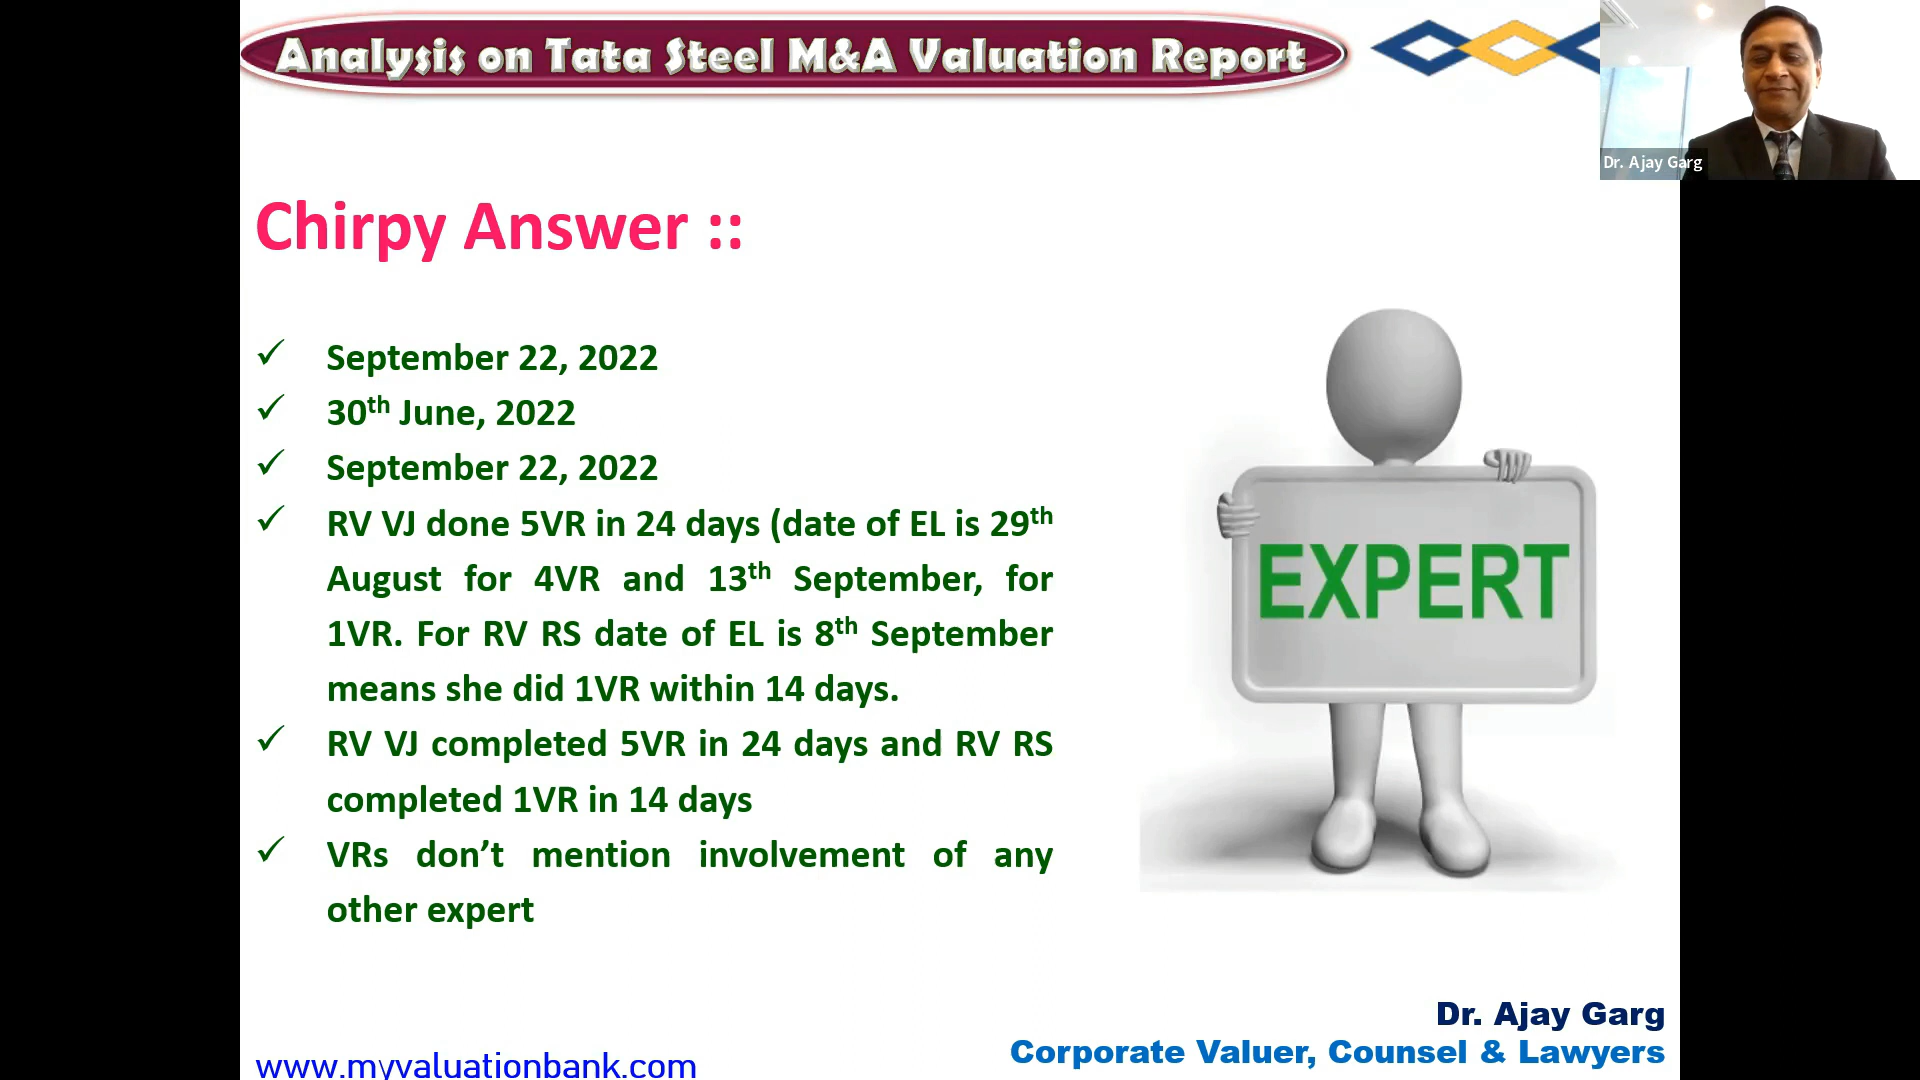 Analysis on Tata Steel M&A Valuation Report
Dr. Ajay Garg
Chirpy Answer ::
✓ September 22, 2022
✓ 30th June, 2022
✓ September 22, 2022
✓ RV VJ done 5VR in 24 days (date of EL is 29th
August for 4VR and 13th September, for
1VR. For RV RS date of EL is 8th September
means she did 1VR within 14 days.
✓ RV VJ completed 5VR in 24 days and RV RS
completed 1VR in 14 days
✓ VRs don’t mention involvement of any
other expert
EXPERT
Dr. Ajay Garg
Corporate Valuer, Counsel & Lawyers
www.myvaluationbank.com